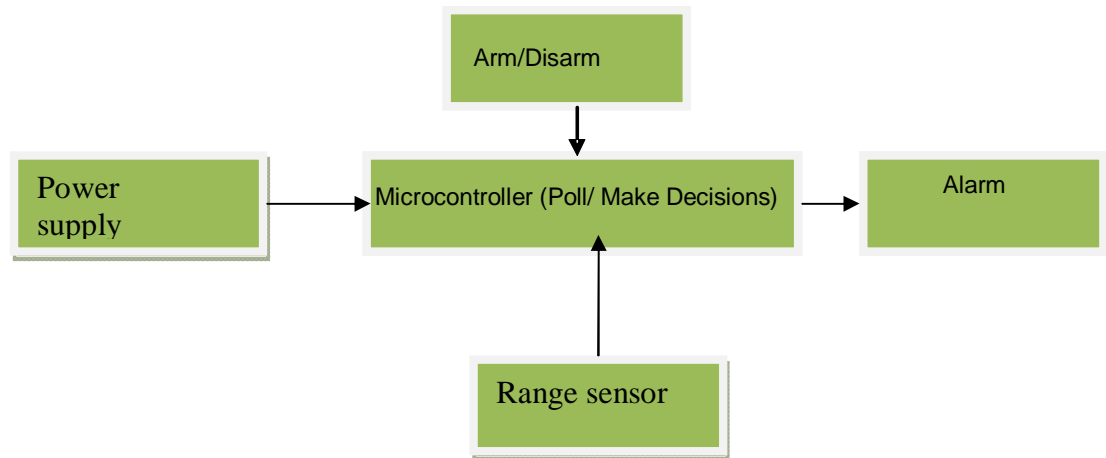 Arm/Disarm
Power
supply
Microcontroller (Poll/ Make Decisions)
Alarm
Range sensor